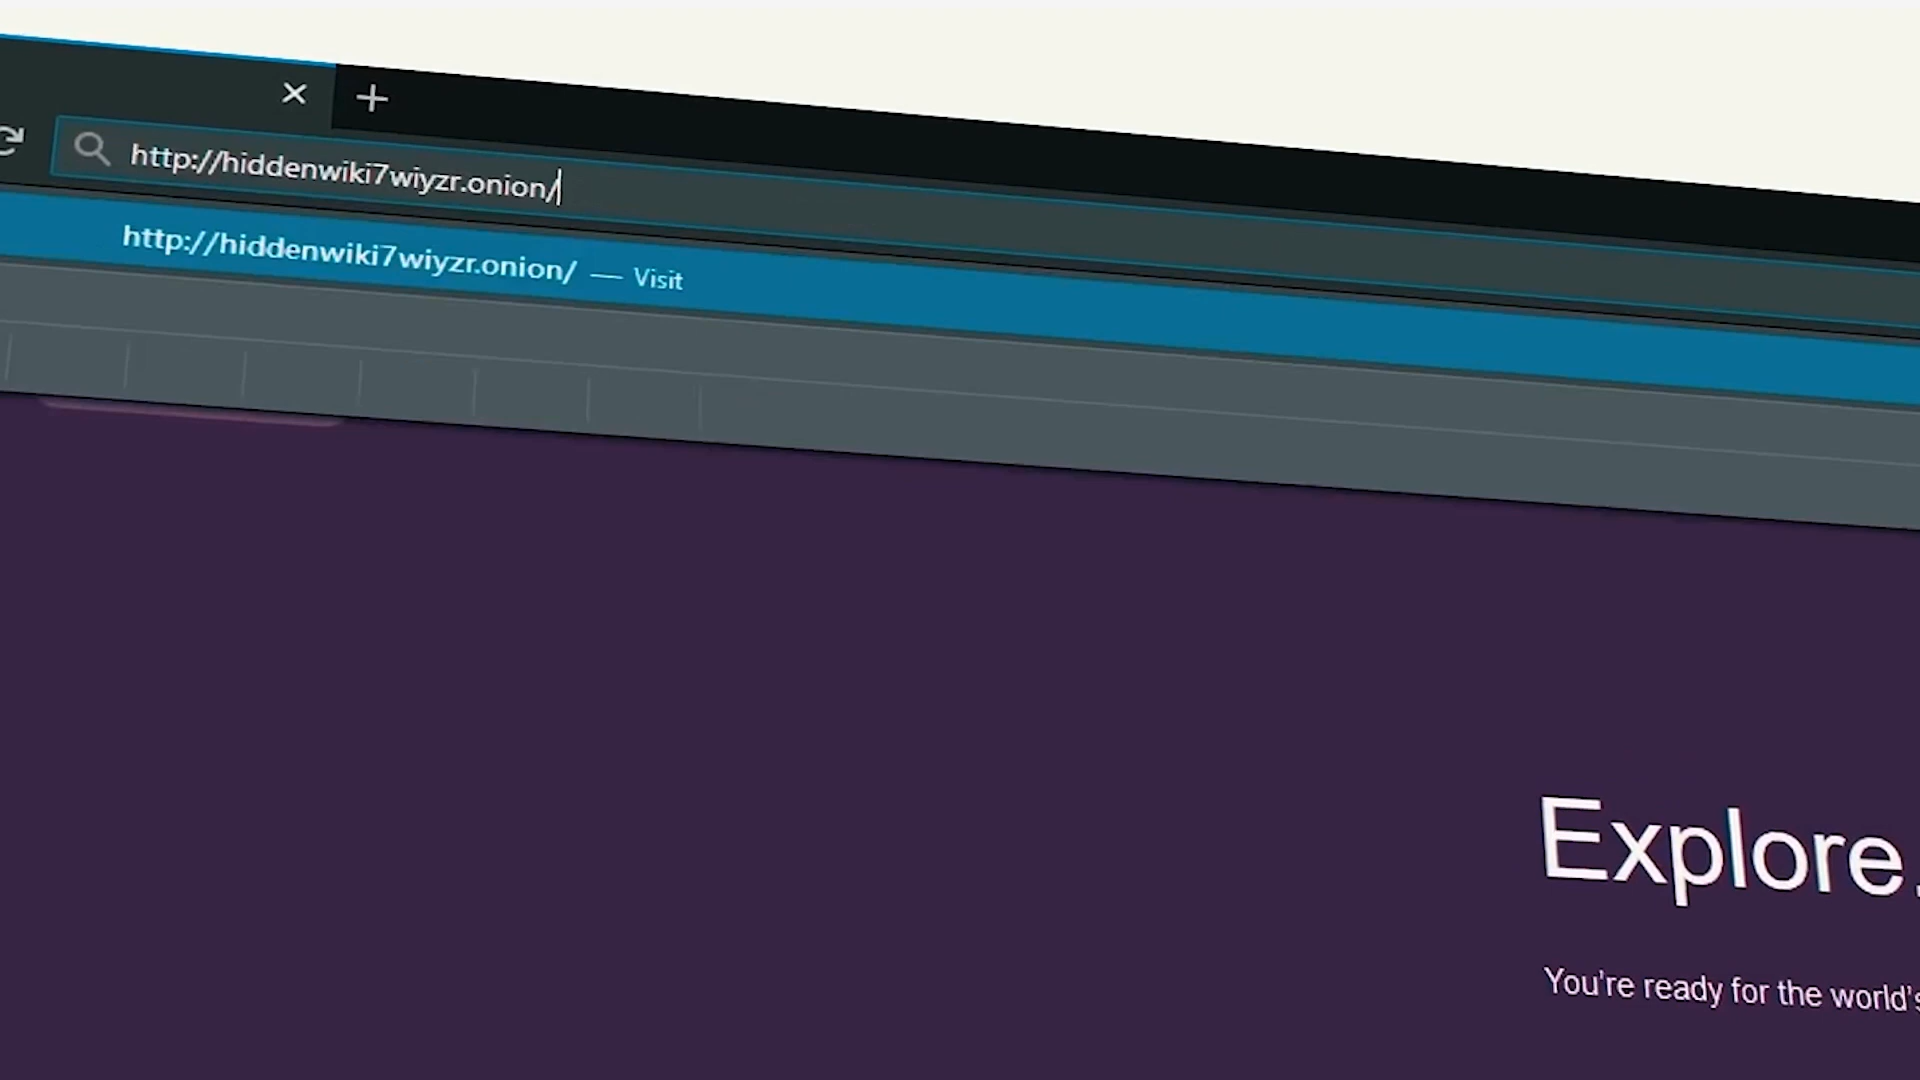 http://hiddenwiki7wiyzr.onion/
http://hiddenwiki7wiyzr.onion/ — Visit
Explore.
You're ready for the world's